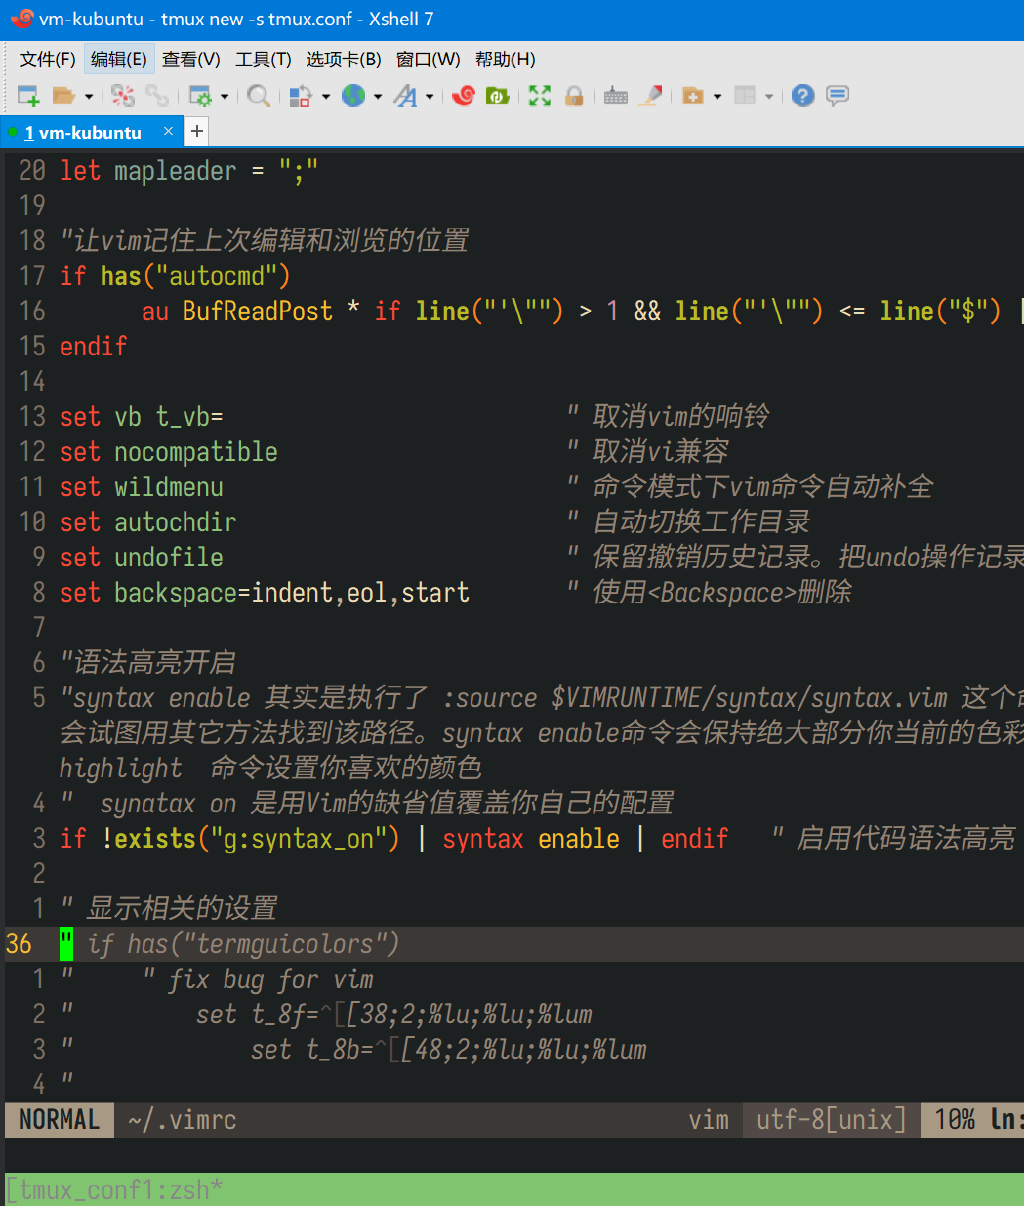 vm-kubuntu - tmux new -s tmux.conf - Xshell 7
文件(F) 编辑(E) 查看(V) 工具(T) 选项卡(B) 窗口(W) 帮助(H)
1 vm-kubuntu × +
20 let mapleader = ";"
19
18 "让vim记住上次编辑和浏览的位置
17 if has("autocmd")
16 au BufReadPost * if line("'\"") > 1 && line("'\"") <= line("$") |
15 endif
14
13 set vb t_vb= " 取消vim的响铃
12 set nocompatible " 取消vi兼容
11 set wildmenu " 命令模式下vim命令自动补全
10 set autochdir " 自动切换工作目录
9 set undofile " 保留撤销历史记录。把undo操作记录
8 set backspace=indent,eol,start " 使用<Backspace>删除
7
6 "语法高亮开启
5 "syntax enable 其实是执行了 :source $VIMRUNTIME/syntax/syntax.vim 这个
会试图用其它方法找到该路径。syntax enable命令会保持绝大部分你当前的色彩
highlight 命令设置你喜欢的颜色
4 " synatax on 是用Vim的缺省值覆盖你自己的配置
3 if !exists("g:syntax_on") | syntax enable | endif " 启用代码语法高亮
2
1 " 显示相关的设置
36 " if has("termguicolors")
1 " " fix bug for vim
2 " set t_8f=^[[38;2;%lu;%lu;%lum
3 " set t_8b=^[[48;2;%lu;%lu;%lum
4 "
NORMAL ~/.vimrc vim utf-8[unix] 10% ln:
[tmux_conf1:zsh*